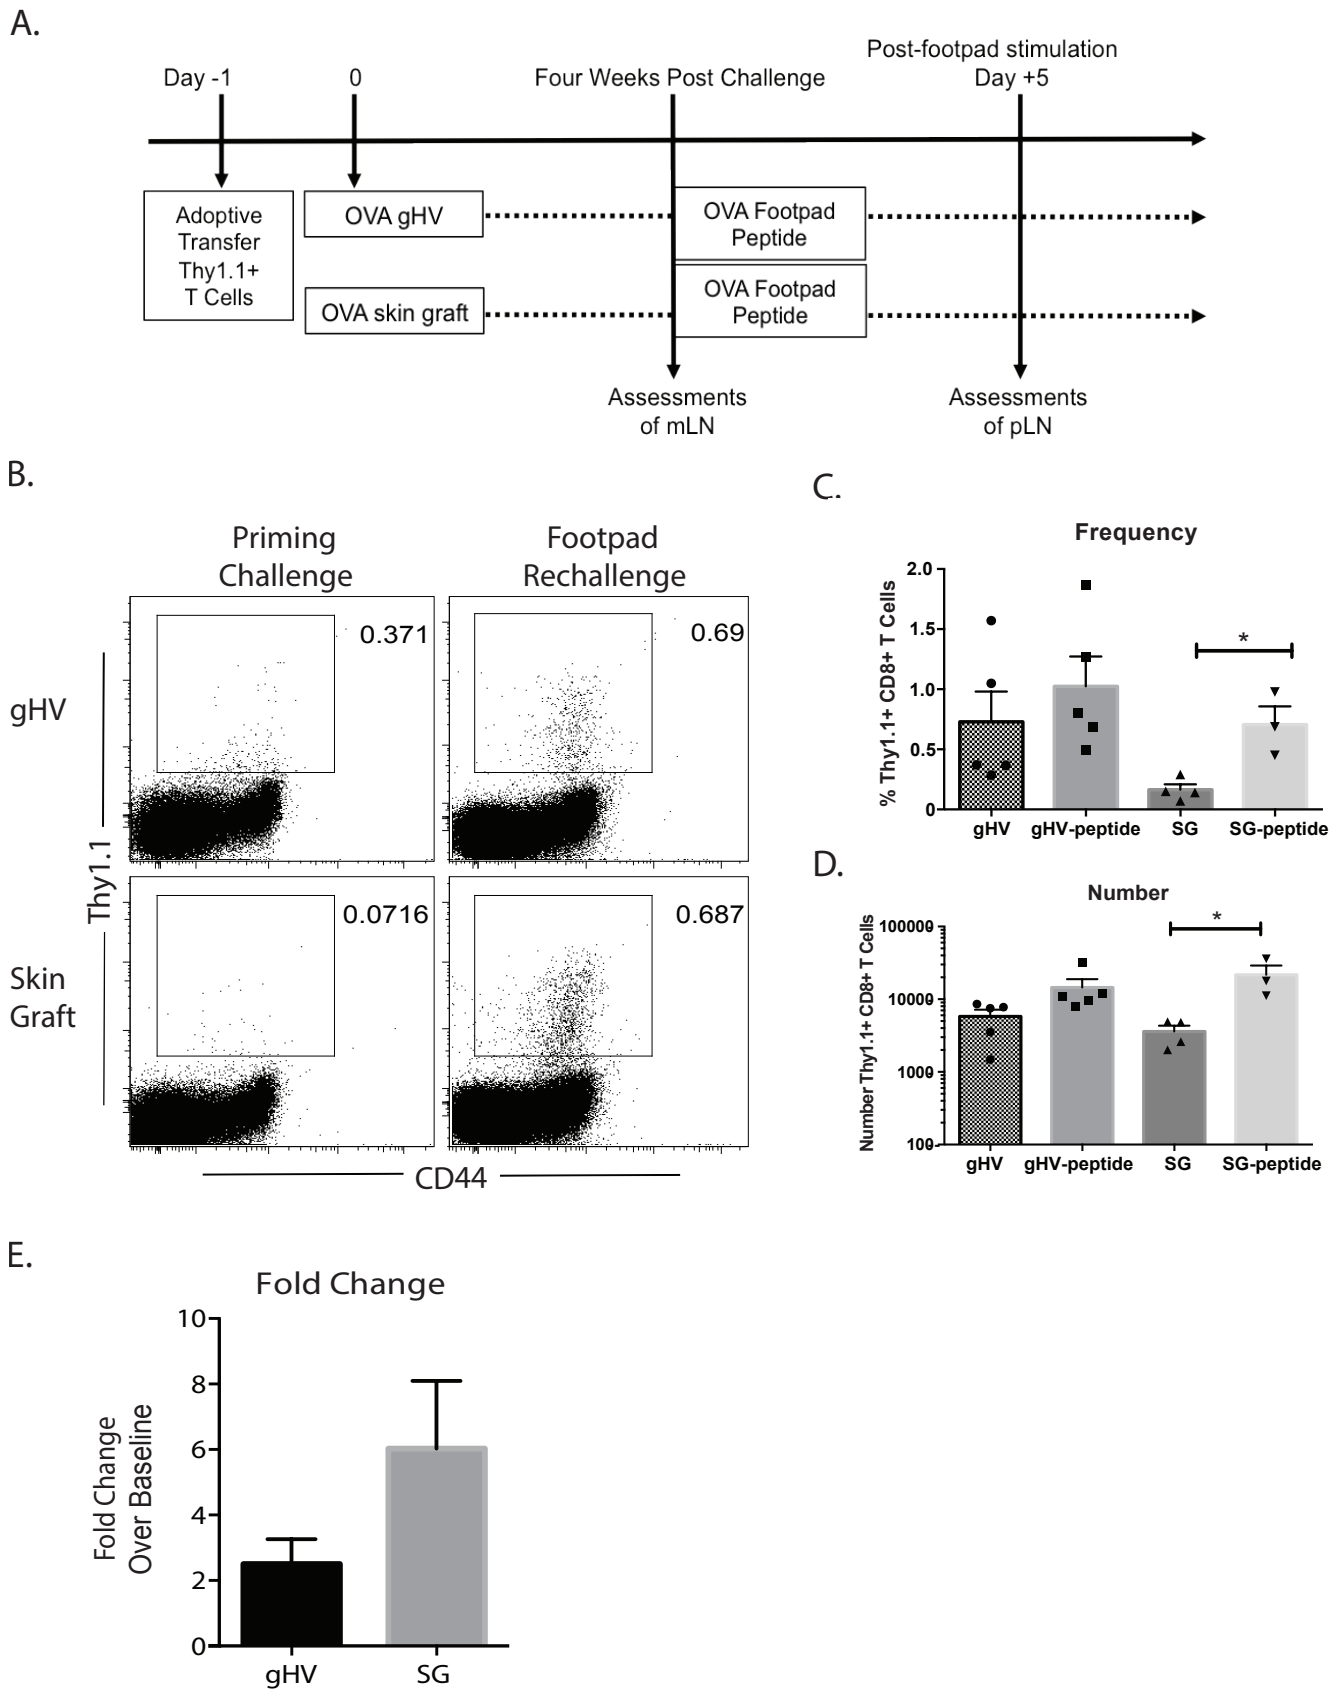 A.
Post-footpad stimulation
Day -1
0
Four Weeks Post Challenge
Day +5
Adoptive
Transfer
Thy1.1+
T Cells
OVA gHV
OVA Footpad
Peptide
OVA skin graft
OVA Footpad
Peptide
Assessments
of mLN
Assessments
of pLN
B.
Priming
Challenge
Footpad
Rechallenge
gHV
0.371
0.69
Thy1.1
Skin
Graft
0.0716
0.687
CD44
C.
Frequency
% Thy1.1+ CD8+ T Cells
2.0
1.5
1.0
0.5
0
*
gHV
gHV-peptide
SG
SG-peptide
D.
Number
Number Thy1.1+ CD8+ T Cells
100000
10000
1000
100
*
gHV
gHV-peptide
SG
SG-peptide
E.
Fold Change
Fold Change
Over Baseline
10
8
6
4
2
0
gHV
SG